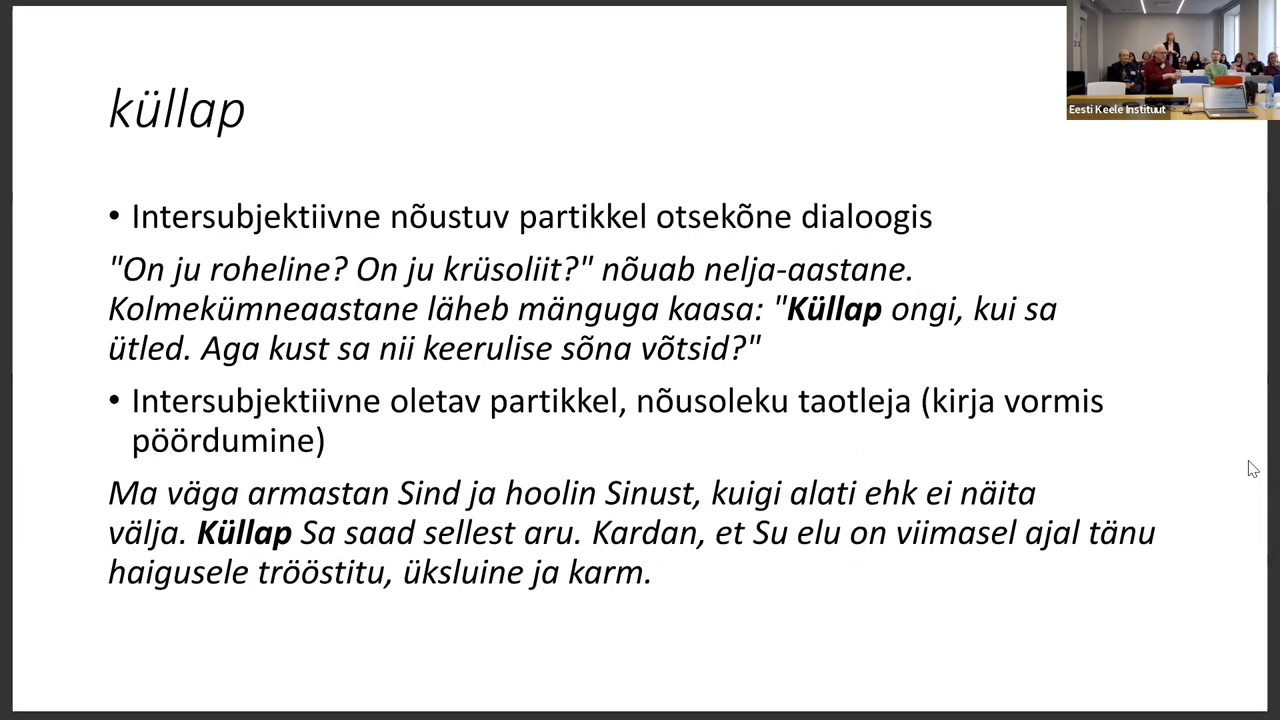 küllap
Eesti Keele Instituut
• Intersubjektiivne nõustuv partikkel otsekõne dialoogis
"On ju roheline? On ju krüsoliit?" nõuab nelja-aastane.
Kolmekümneaastane läheb mänguga kaasa: "Küllap ongi, kui sa
ütled. Aga kust sa nii keerulise sõna võtsid?"
• Intersubjektiivne oletav partikkel, nõusoleku taotleja (kirja vormis
pöördumine)
Ma väga armastan Sind ja hoolin Sinust, kuigi alati ehk ei näita
välja. Küllap Sa saad sellest aru. Kardan, et Su elu on viimasel ajal tänu
haigusele trööstitu, üksluine ja karm.